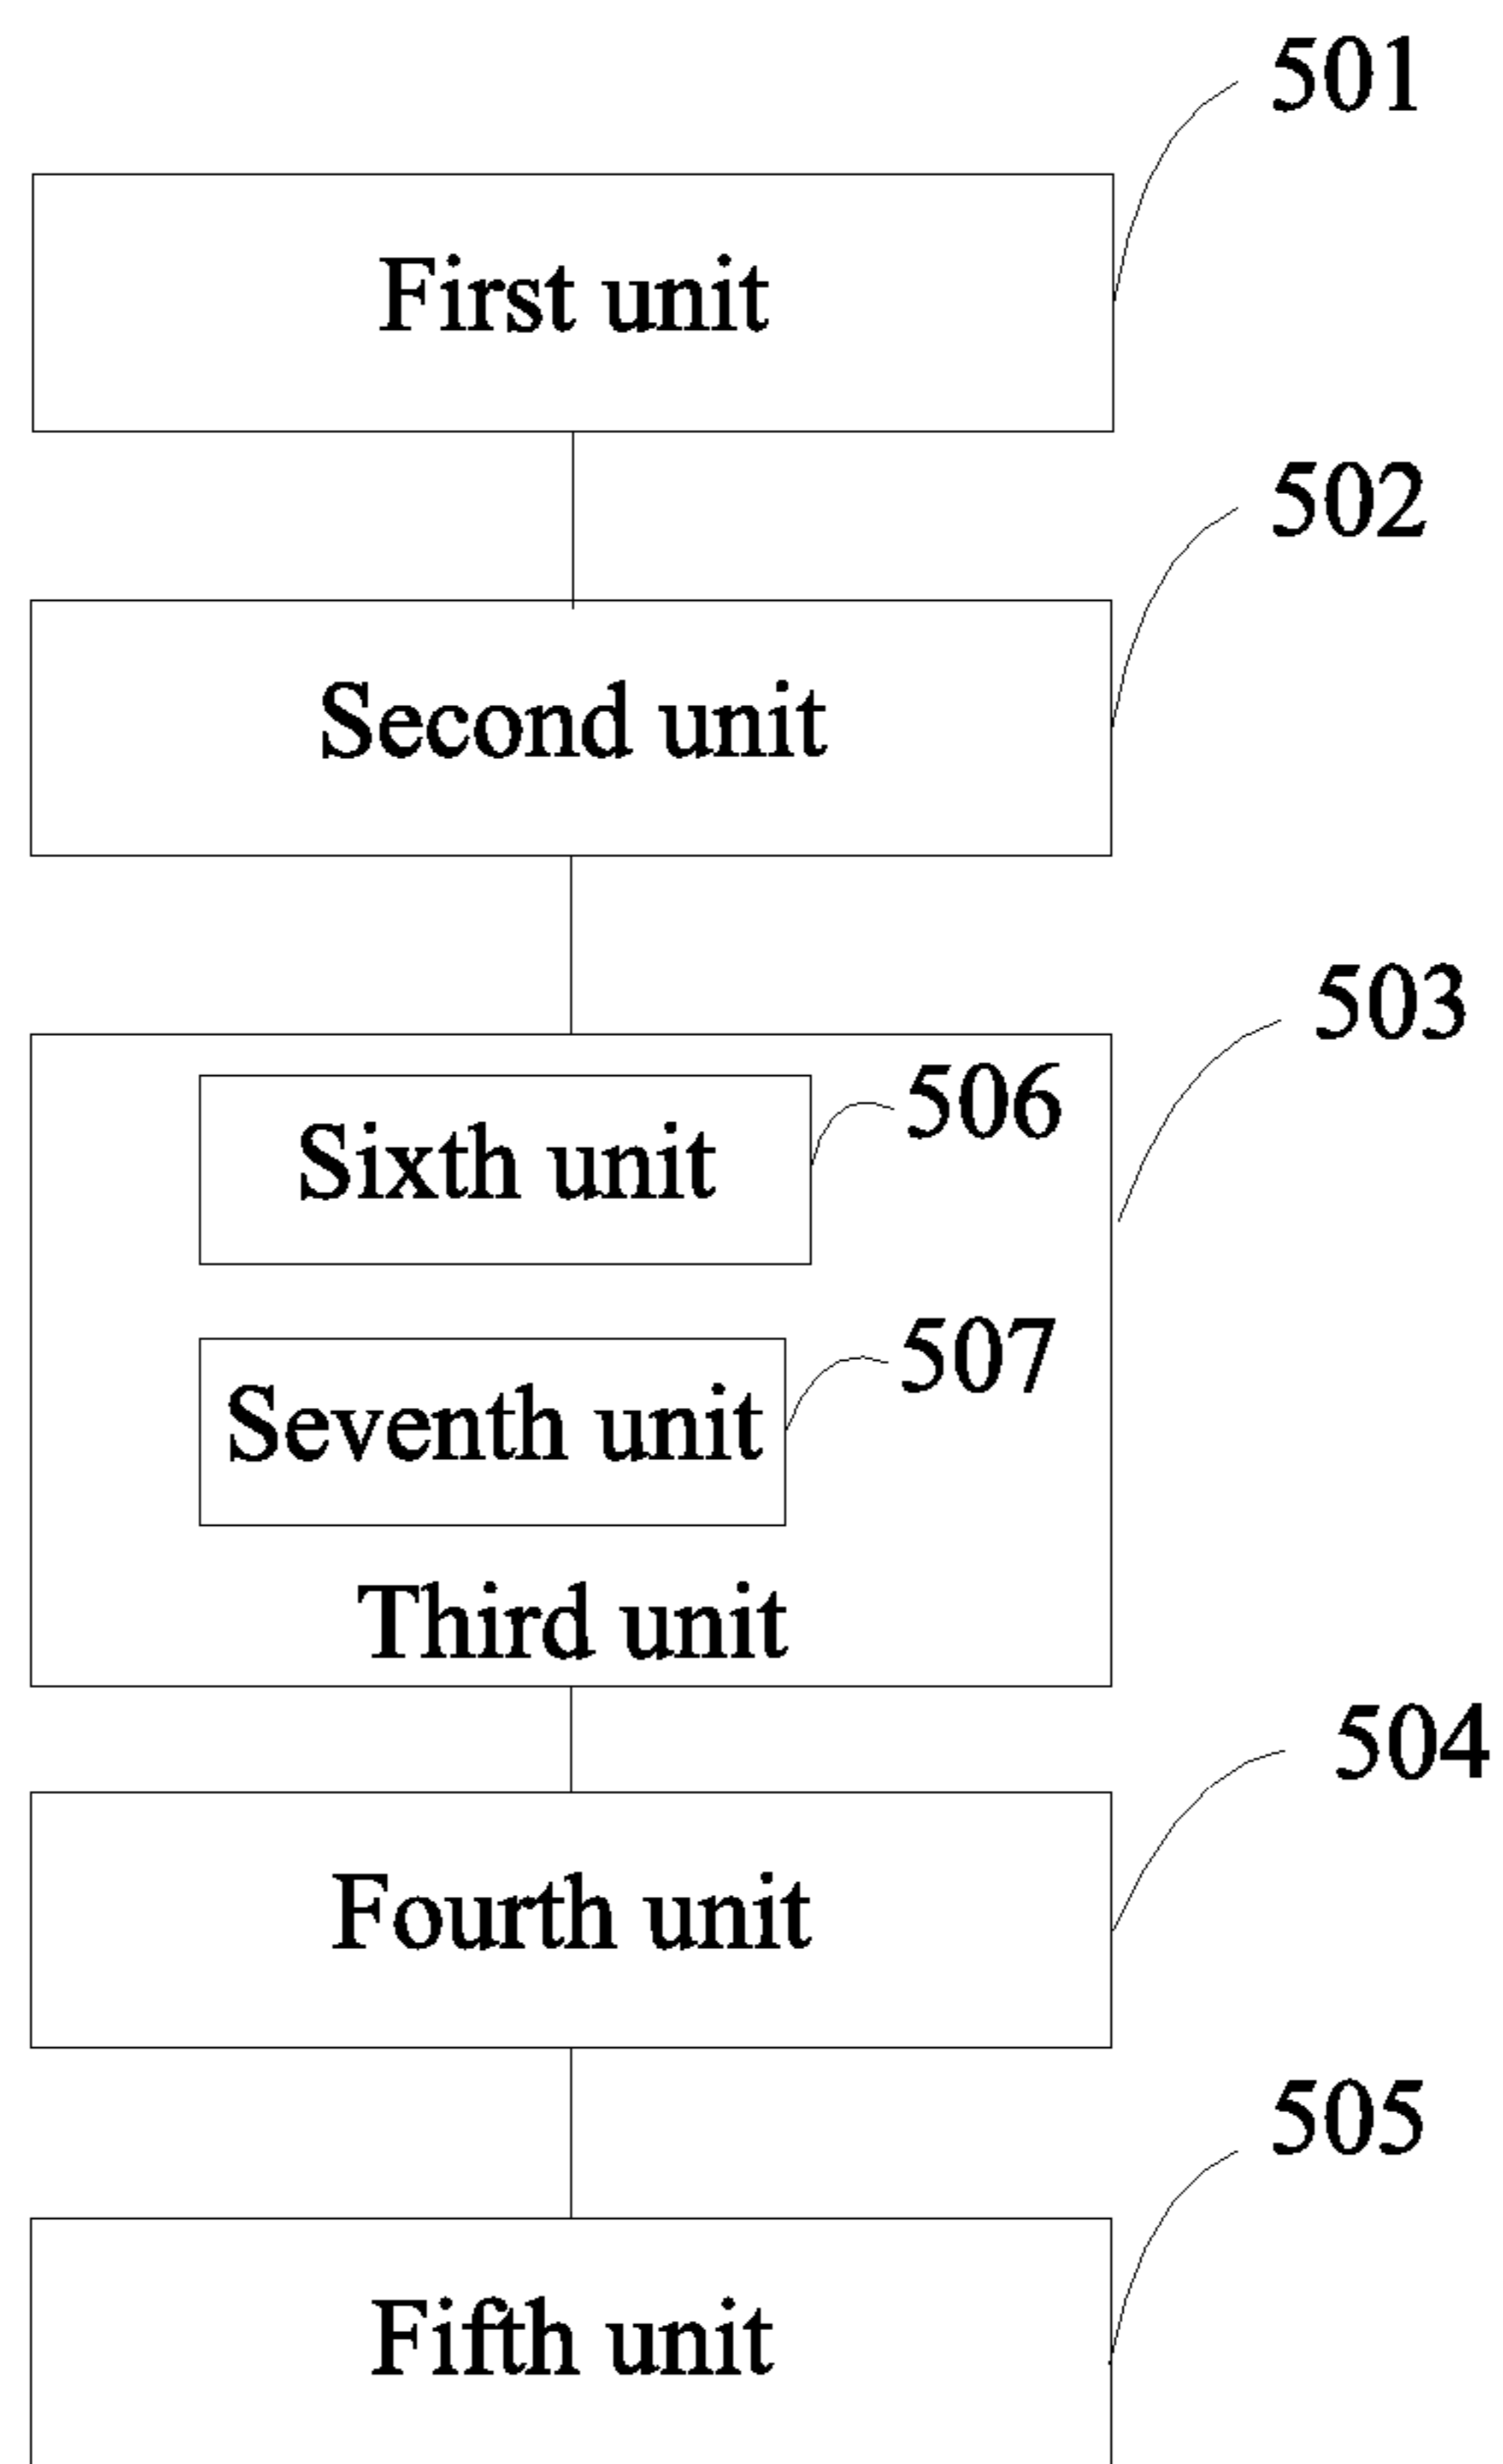 501
First unit
502
Second unit
503
506
Sixth unit
507
Seventh unit
Third unit
504
Fourth unit
505
Fifth unit